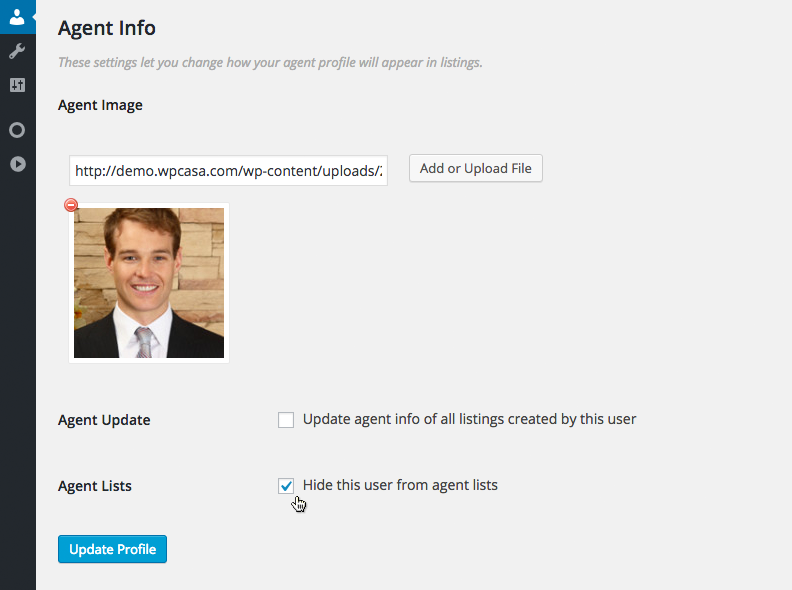 Agent Info
These settings let you change how your agent profile will appear in listings.
Agent Image
http://demo.wpcasa.com/wp-content/uploads/
Add or Upload File
Agent Update
Update agent info of all listings created by this user
Agent Lists
Hide this user from agent lists
Update Profile